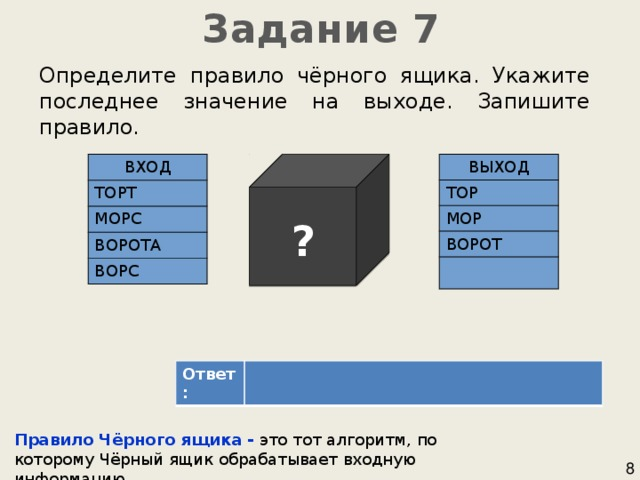 Задание 7
Определите правило чёрного ящика. Укажите
последнее значение на выходе. Запишите
правило.
ВХОД
ТОРТ
МОРС
ВОРОТА
ВОРС
?
ВЫХОД
ТОР
МОР
ВОРОТ
Ответ
:
Правило Чёрного ящика - это тот алгоритм, по
которому Чёрный ящик обрабатывает входную
информацию
8